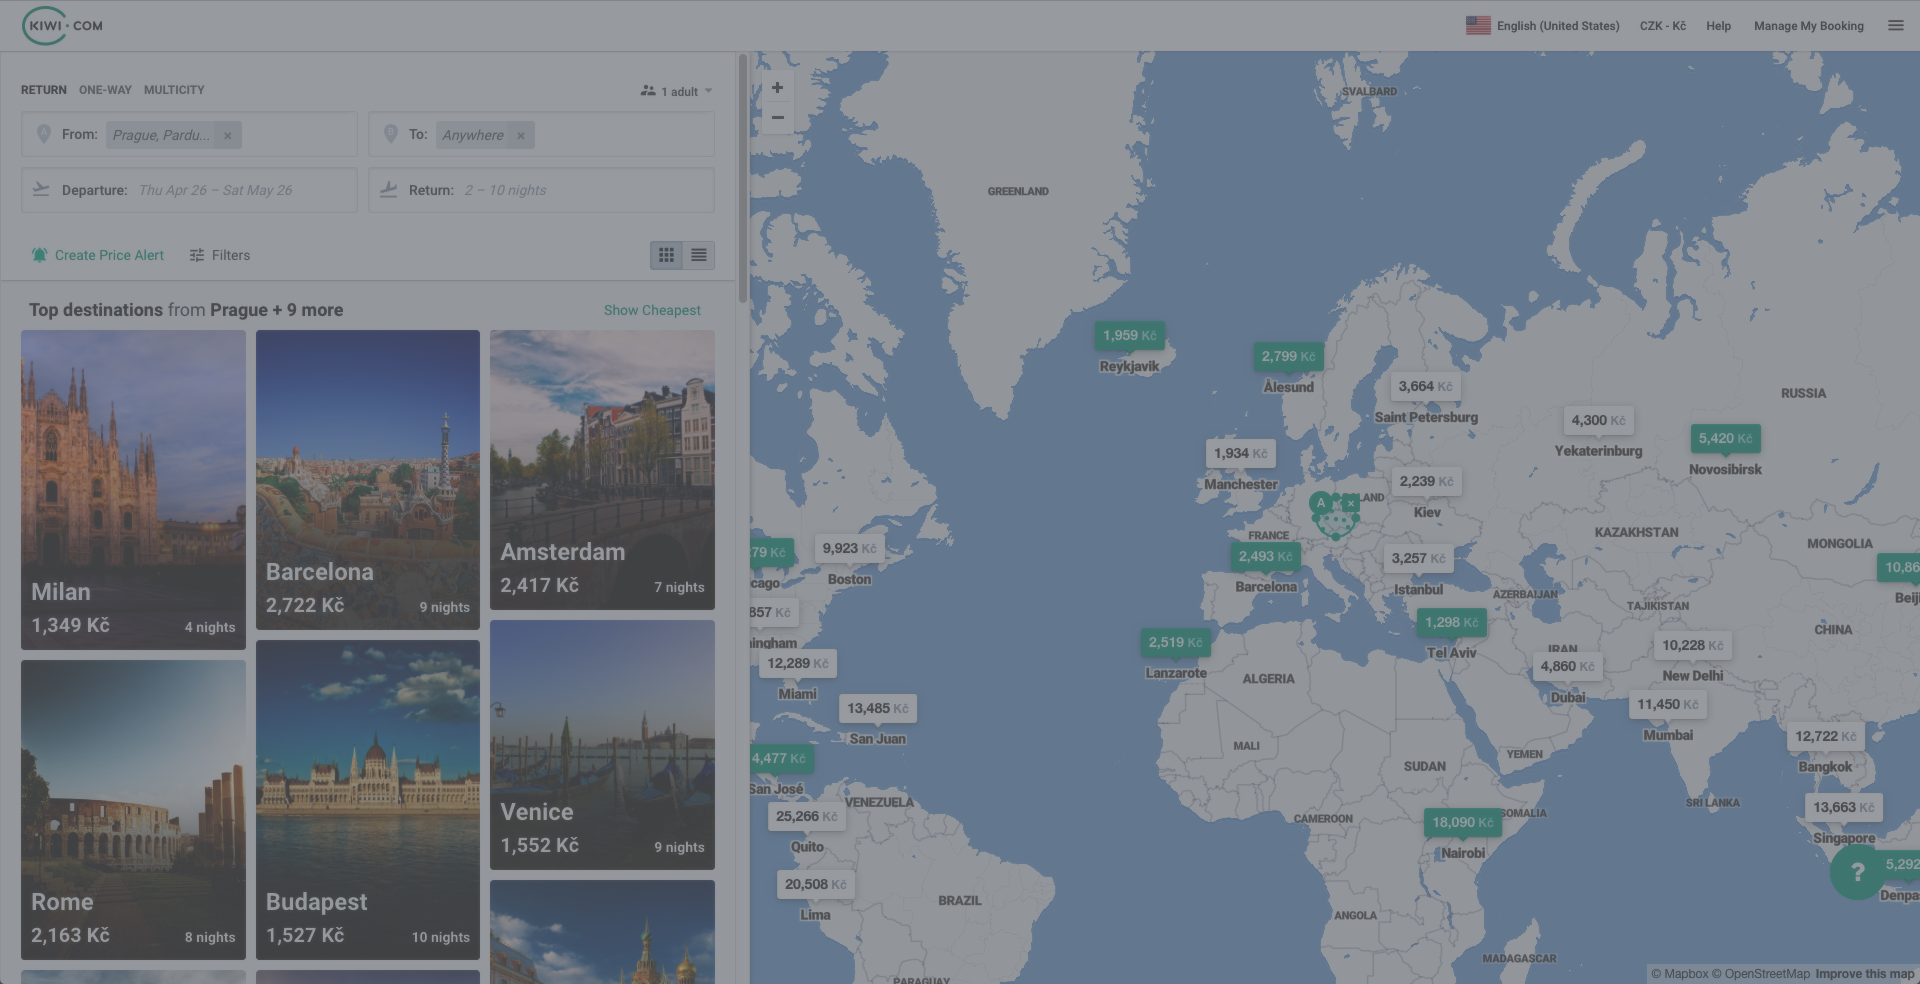 KIWI·COM
English (United States)
CZK - Kč
Help
Manage My Booking
RETURN
ONE-WAY
MULTICITY
1 adult
From: Prague, Pardu... ×
To: Anywhere ×
Departure: Thu Apr 26 – Sat May 26
Return: 2 – 10 nights
Create Price Alert
Filters
Top destinations from Prague + 9 more
Show Cheapest
Milan
1,349 Kč
4 nights
Barcelona
2,722 Kč
9 nights
Amsterdam
2,417 Kč
7 nights
Rome
2,163 Kč
8 nights
Budapest
1,527 Kč
10 nights
Venice
1,552 Kč
9 nights
+
−
SVALBARD
GREENLAND
1,959 Kč
Reykjavik
2,799 Kč
Ålesund
3,664 Kč
Saint Petersburg
RUSSIA
4,300 Kč
Yekaterinburg
5,420 Kč
Novosibirsk
1,934 Kč
Manchester
2,239 Kč
Kiev
A
×
LAND
FRANCE
2,493 Kč
Barcelona
KAZAKHSTAN
MONGOLIA
79 Kč
cago
9,923 Kč
Boston
3,257 Kč
Istanbul
10,86
Beij
AZERBAIJAN
TAJIKISTAN
857 Kč
ningham
1,298 Kč
Tel Aviv
CHINA
2,519 Kč
Lanzarote
12,289 Kč
Miami
ALGERIA
IRAN
4,860 Kč
Dubai
10,228 Kč
New Delhi
13,485 Kč
San Juan
11,450 Kč
Mumbai
MALI
SUDAN
YEMEN
12,722 Kč
Bangkok
4,477 Kč
San José
VENEZUELA
SRI LANKA
25,266 Kč
Quito
CAMEROON
18,090 Kč
Nairobi
SOMALIA
13,663 Kč
Singapore
?
5,292
Denpa
20,508 Kč
Lima
BRAZIL
ANGOLA
MADAGASCAR
PARAGUAY
© Mapbox © OpenStreetMap Improve this map